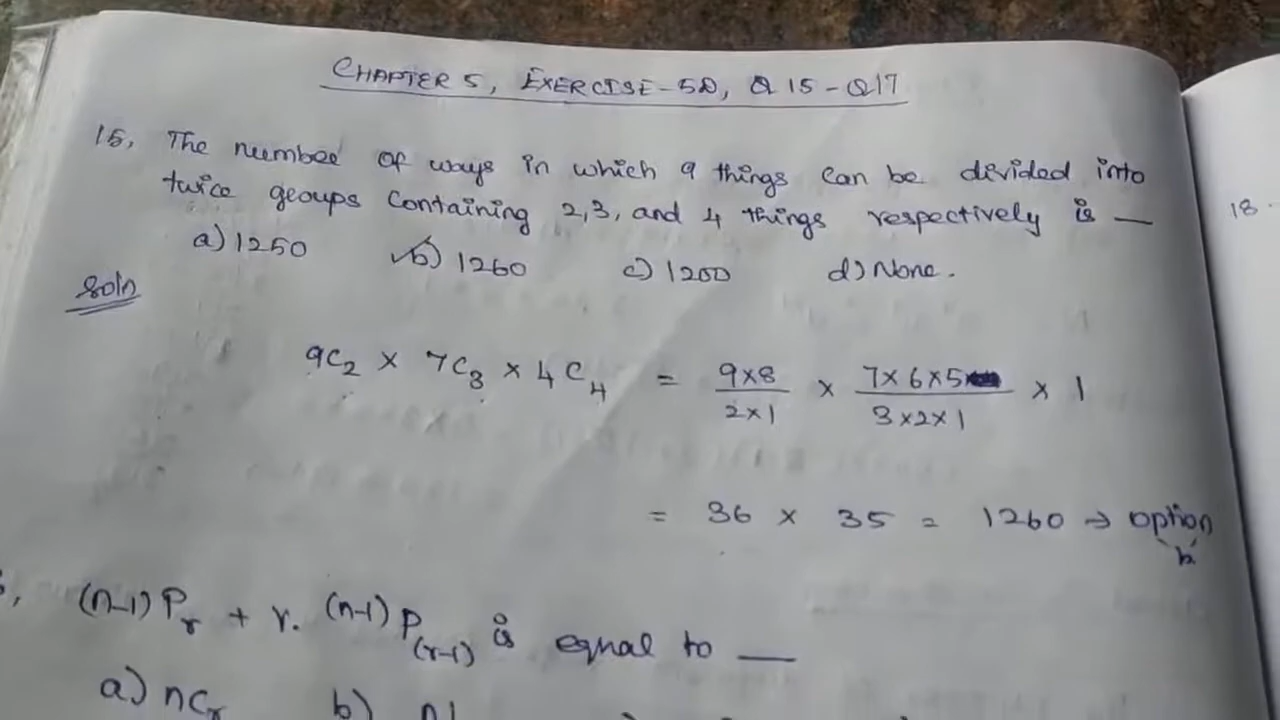 CHAPTER 5, EXERCISE-5D, Q 15 - Q17
15, The number of ways in which 9 things can be divided into
twice groups containing 2,3, and 4 things respectively is —
a) 1250 b) 1260 c) 1200 d) None.
Soln
9C2 × 7C3 × 4C4 = 9×8/2×1 × 7×6×5/3×2×1 × 1
= 36 × 35 = 1260 → option
b
(n-1)Pr + r. (n-1)P(r-1) is equal to —
a) nCr b)
18